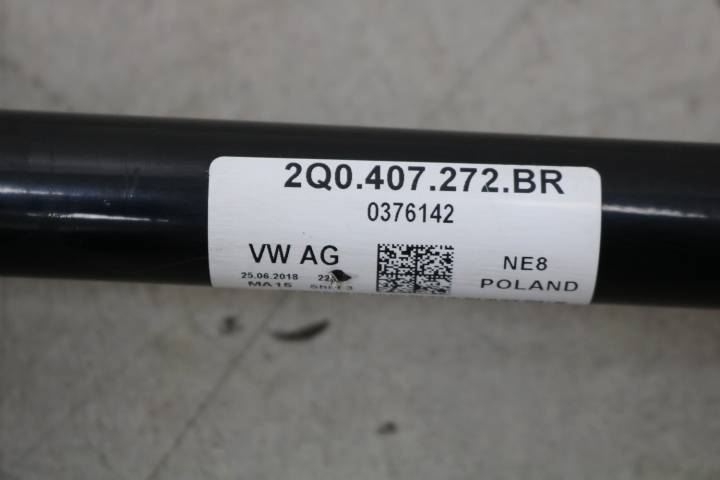 2Q0.407.272.BR
0376142
VW AG
NE8
25.06.2018
MA15
POLAND